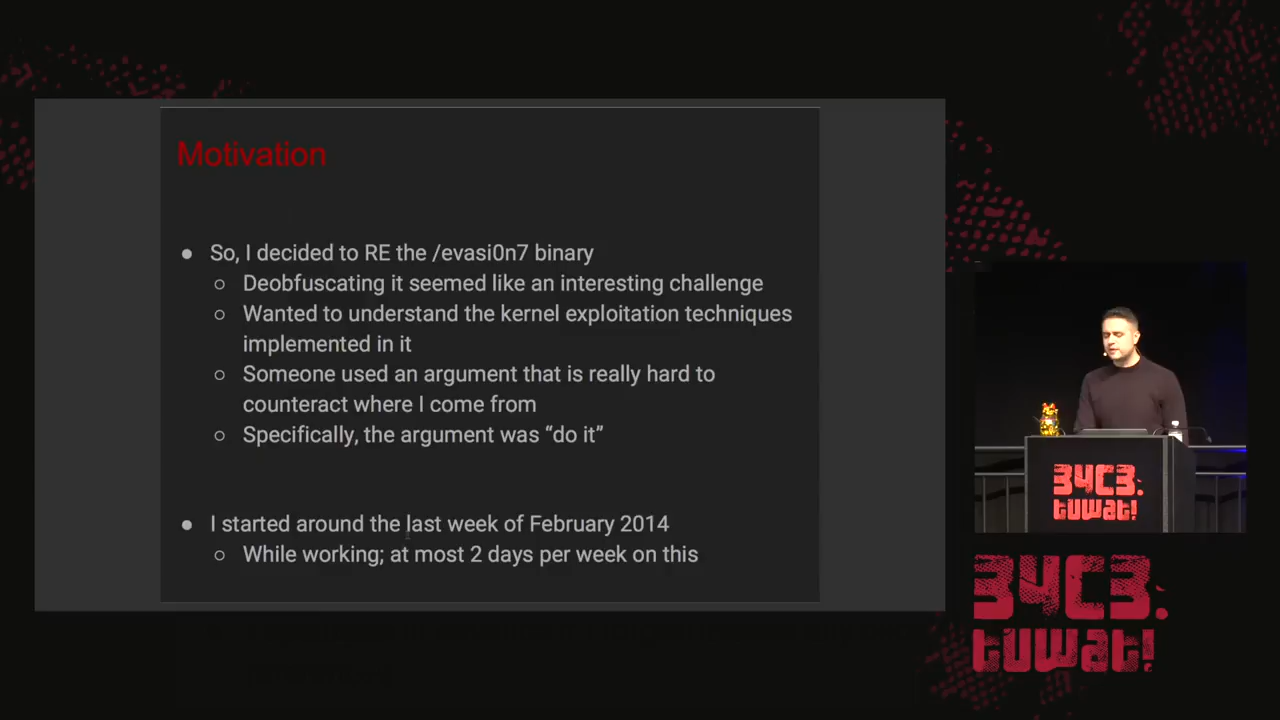 Motivation
● So, I decided to RE the /evasi0n7 binary
○ Deobfuscating it seemed like an interesting challenge
○ Wanted to understand the kernel exploitation techniques
implemented in it
○ Someone used an argument that is really hard to
counteract where I come from
○ Specifically, the argument was “do it”
● I started around the last week of February 2014
○ While working; at most 2 days per week on this
34C3.
tuwat!
34C3.
tuwat!